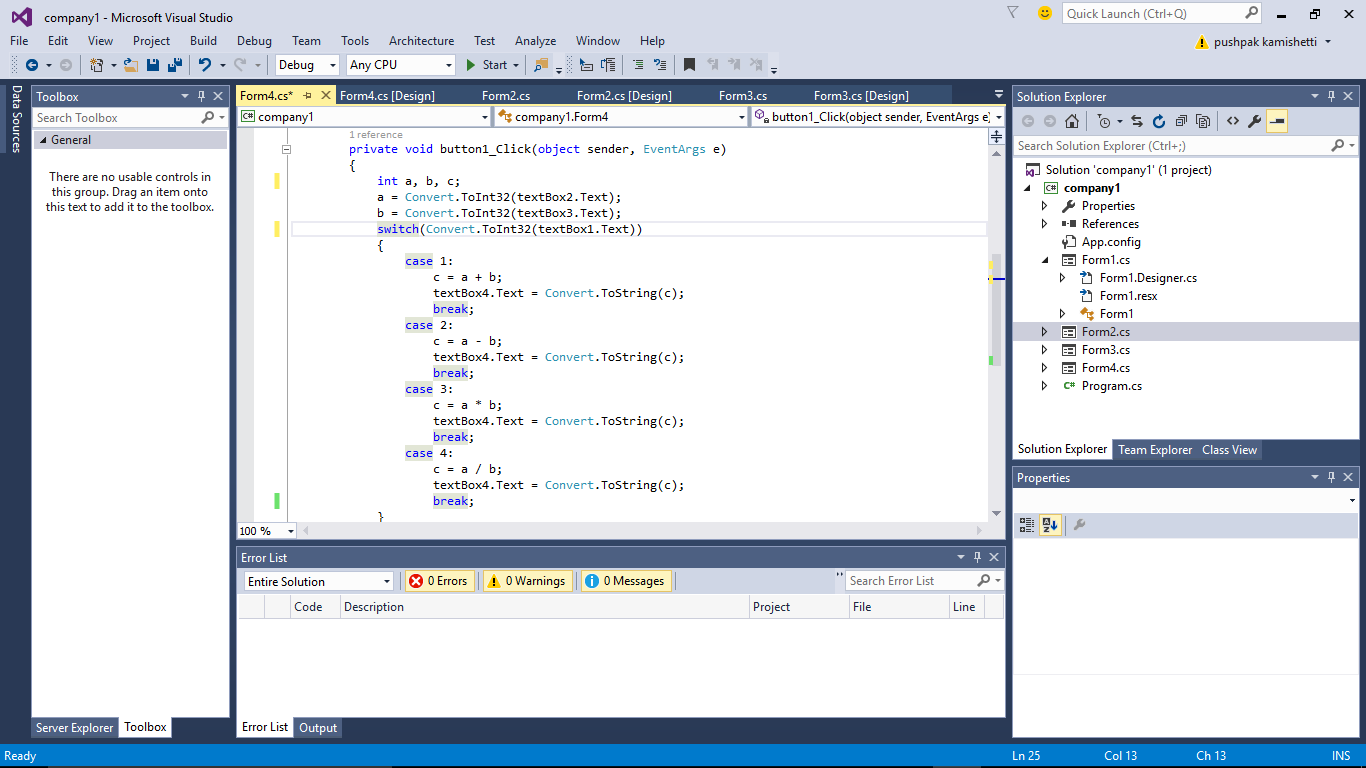 company1 - Microsoft Visual Studio
Quick Launch (Ctrl+Q)
File Edit View Project Build Debug Team Tools Architecture Test Analyze Window Help
pushpak kamishetti
Debug Any CPU Start
Data Sources
Toolbox
Search Toolbox
General
There are no usable controls in
this group. Drag an item onto
this text to add it to the toolbox.
Server Explorer Toolbox
Form4.cs* Form4.cs [Design] Form2.cs Form2.cs [Design] Form3.cs Form3.cs [Design]
C# company1 company1.Form4 button1_Click(object sender, EventArgs e)
1 reference
private void button1_Click(object sender, EventArgs e)
{
int a, b, c;
a = Convert.ToInt32(textBox2.Text);
b = Convert.ToInt32(textBox3.Text);
switch(Convert.ToInt32(textBox1.Text))
{
case 1:
c = a + b;
textBox4.Text = Convert.ToString(c);
break;
case 2:
c = a - b;
textBox4.Text = Convert.ToString(c);
break;
case 3:
c = a * b;
textBox4.Text = Convert.ToString(c);
break;
case 4:
c = a / b;
textBox4.Text = Convert.ToString(c);
break;
}
100 %
Error List
Entire Solution 0 Errors 0 Warnings 0 Messages Search Error List
Code Description Project File Line
Error List Output
Solution Explorer
Search Solution Explorer (Ctrl+;)
Solution 'company1' (1 project)
C# company1
Properties
References
App.config
Form1.cs
Form1.Designer.cs
Form1.resx
Form1
Form2.cs
Form3.cs
Form4.cs
C# Program.cs
Solution Explorer Team Explorer Class View
Properties
Ready Ln 25 Col 13 Ch 13 INS